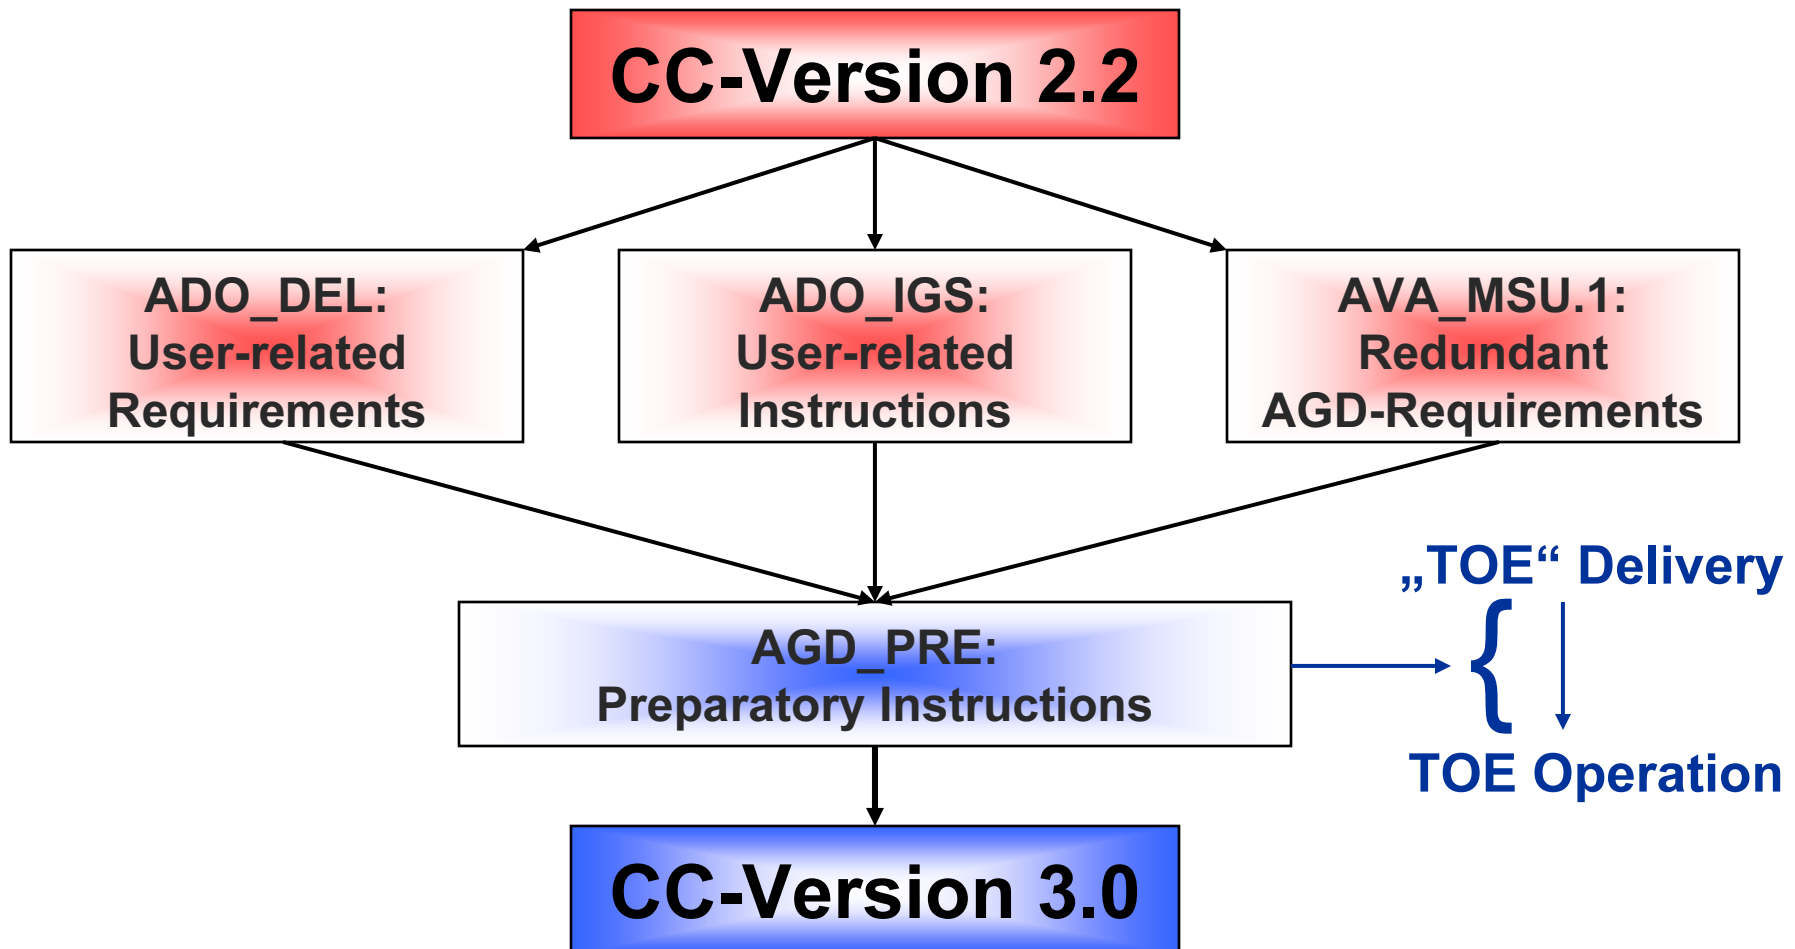 CC-Version 2.2
ADO_DEL:
User-related
Requirements
ADO_IGS:
User-related
Instructions
AVA_MSU.1:
Redundant
AGD-Requirements
„TOE“ Delivery
{
AGD_PRE:
Preparatory Instructions
TOE Operation
CC-Version 3.0